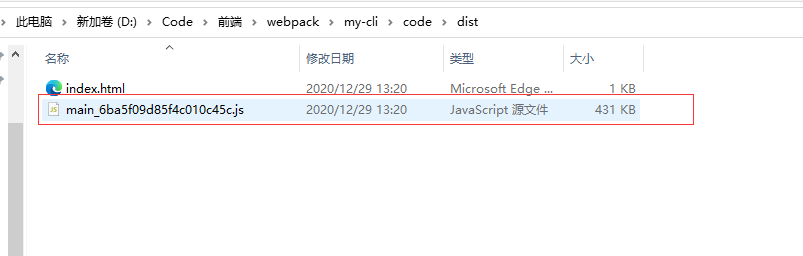 此电脑 > 新加卷 (D:) > Code > 前端 > webpack > my-cli > code > dist
名称 修改日期 类型 大小
index.html 2020/12/29 13:20 Microsoft Edge ... 1 KB
JS main_6ba5f09d85f4c010c45c.js 2020/12/29 13:20 JavaScript 源文件 431 KB